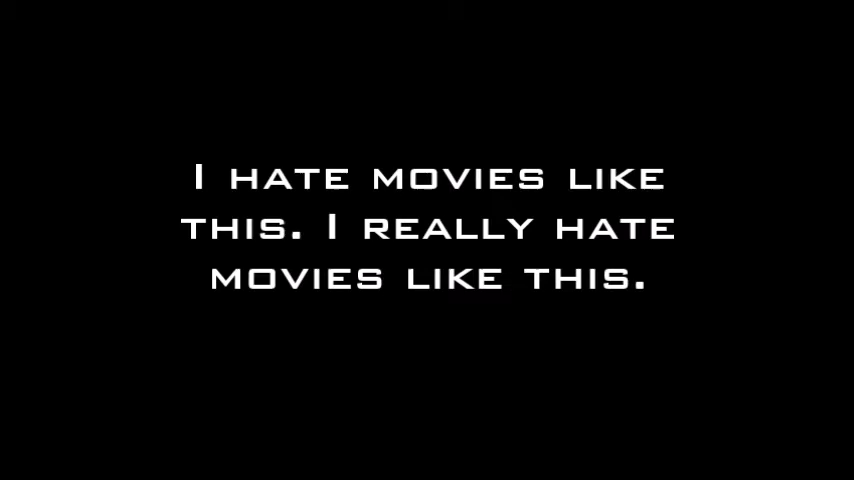 I HATE MOVIES LIKE
THIS. I REALLY HATE
MOVIES LIKE THIS.